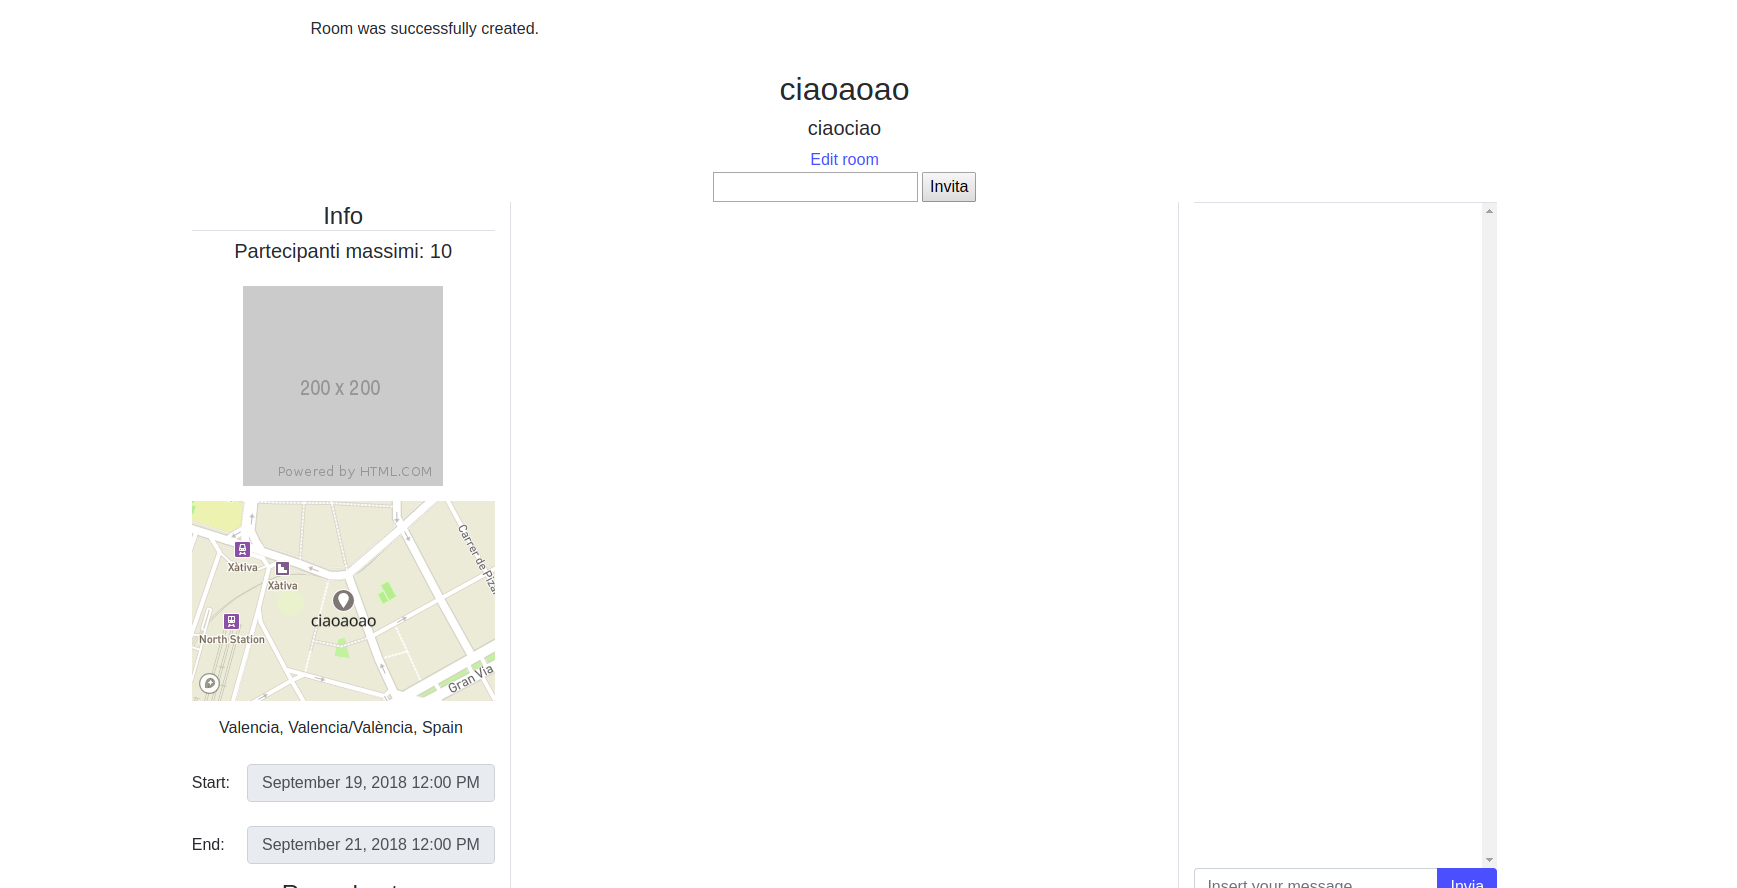 Room was successfully created.
ciaoaoao
ciaociao
Edit room
Invita
Info
Partecipanti massimi: 10
200 x 200
Powered by HTML.COM
Carrer de Pizar
Xàtiva
Xàtiva
ciaoaoao
North Station
Gran Via
Valencia, Valencia/València, Spain
Start:
September 19, 2018 12:00 PM
End:
September 21, 2018 12:00 PM
Insert your message
Invia